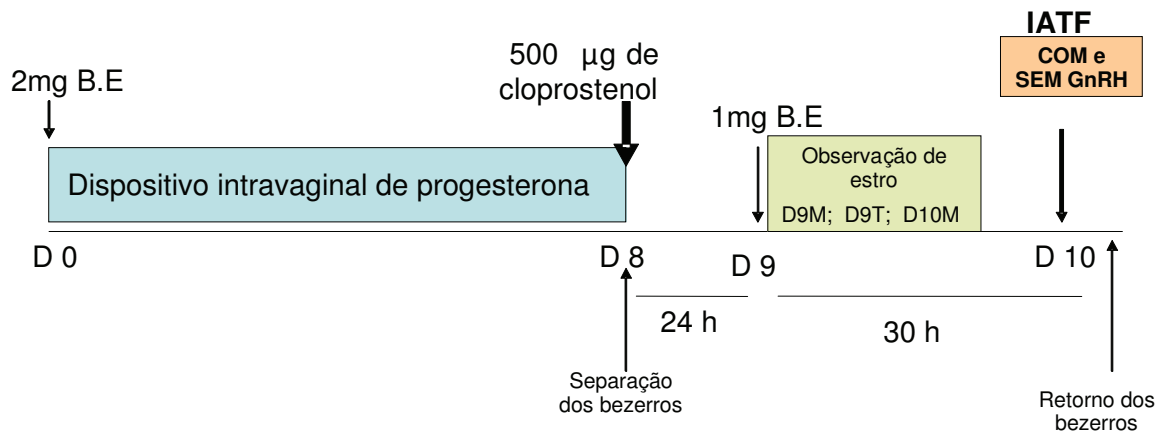 IATF
COM e
SEM GnRH
500 µg de
cloprostenol
2mg B.E
1mg B.E
Dispositivo intravaginal de progesterona
Observação de
estro
D9M; D9T; D10M
D 0
D 8
D 9
D 10
24 h
30 h
Separação
dos bezerros
Retorno dos
bezerros